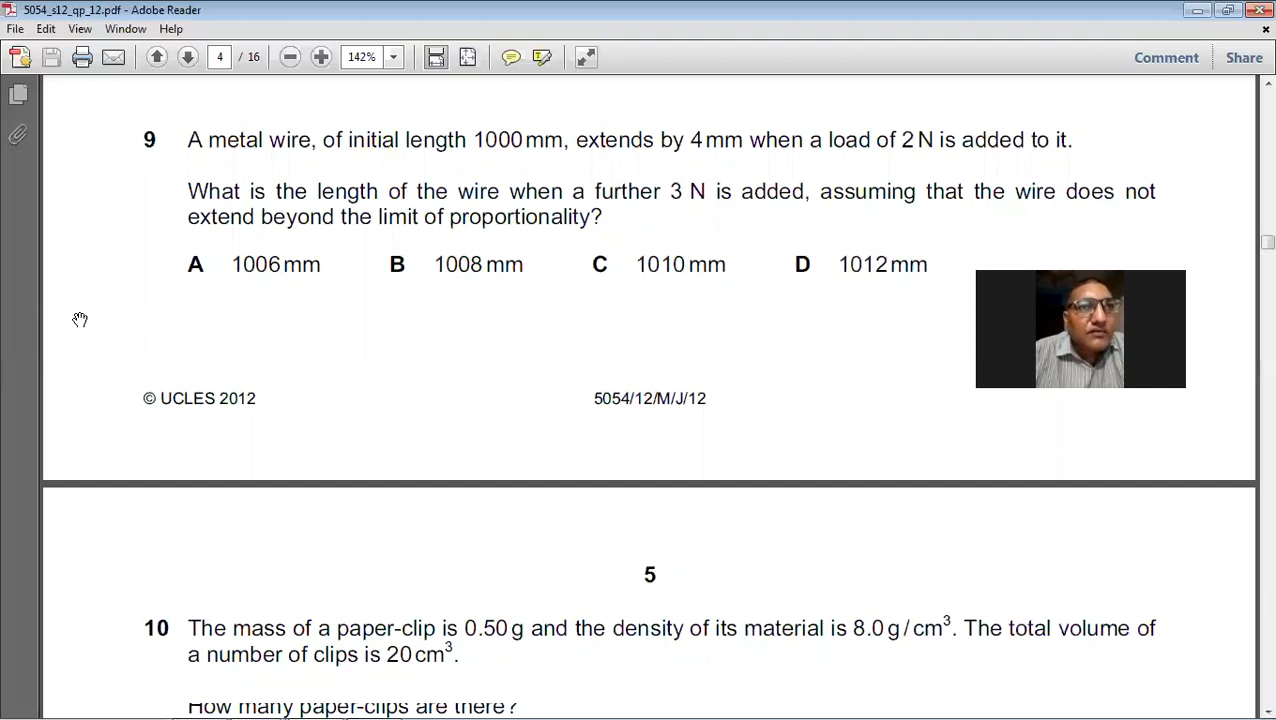 5054_s12_qp_12.pdf - Adobe Reader
File Edit View Window Help
4 / 16 142% Comment Share
9 A metal wire, of initial length 1000 mm, extends by 4 mm when a load of 2 N is added to it.
What is the length of the wire when a further 3 N is added, assuming that the wire does not
extend beyond the limit of proportionality?
A 1006 mm B 1008 mm C 1010 mm D 1012 mm
© UCLES 2012 5054/12/M/J/12
5
10 The mass of a paper-clip is 0.50 g and the density of its material is 8.0 g / cm³. The total volume of
a number of clips is 20 cm³.
How many paper-clips are there?